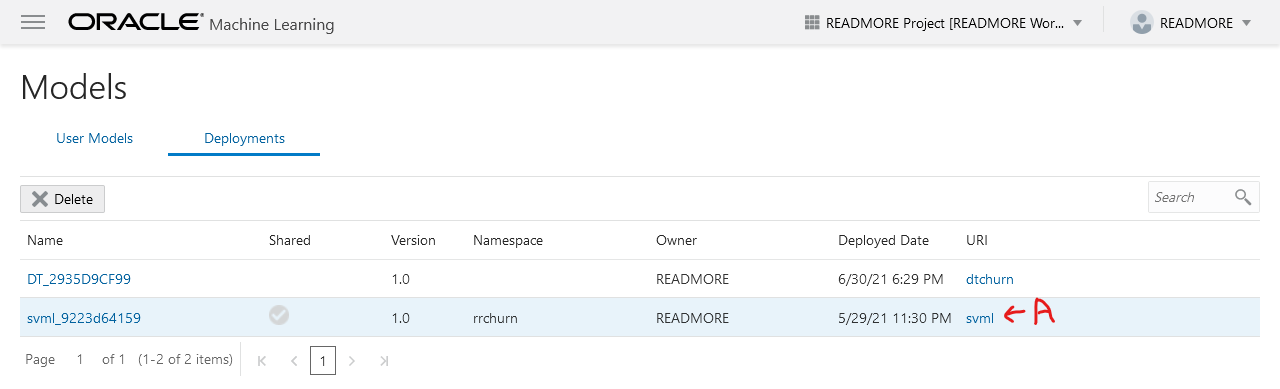 ORACLE® Machine Learning READMORE Project [READMORE Wor... READMORE
Models
User Models Deployments
Delete Search
Name Shared Version Namespace Owner Deployed Date URI
DT_2935D9CF99 1.0 READMORE 6/30/21 6:29 PM dtchurn
svml_9223d64159 1.0 rrchurn READMORE 5/29/21 11:30 PM svml ← A
Page 1 of 1 (1-2 of 2 items) 1